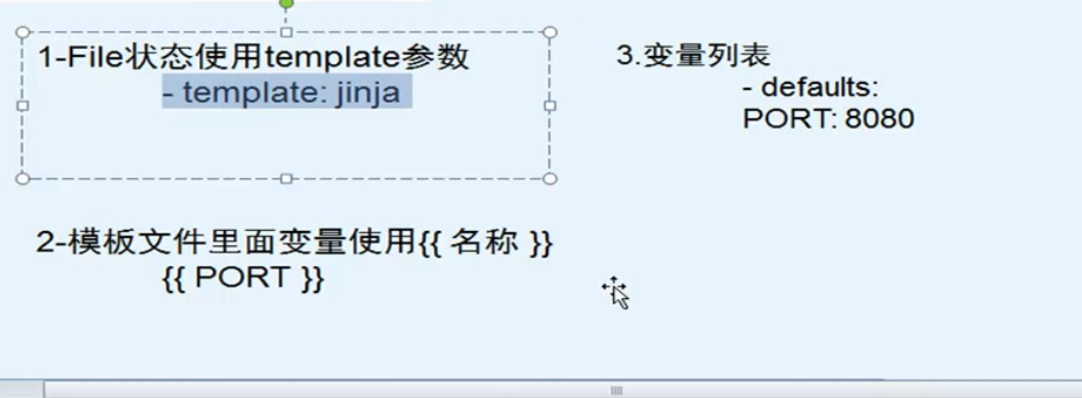 1-File状态使用template参数
- template: jinja
2-模板文件里面变量使用{{ 名称 }}
{{ PORT }}
3.变量列表
- defaults:
PORT: 8080